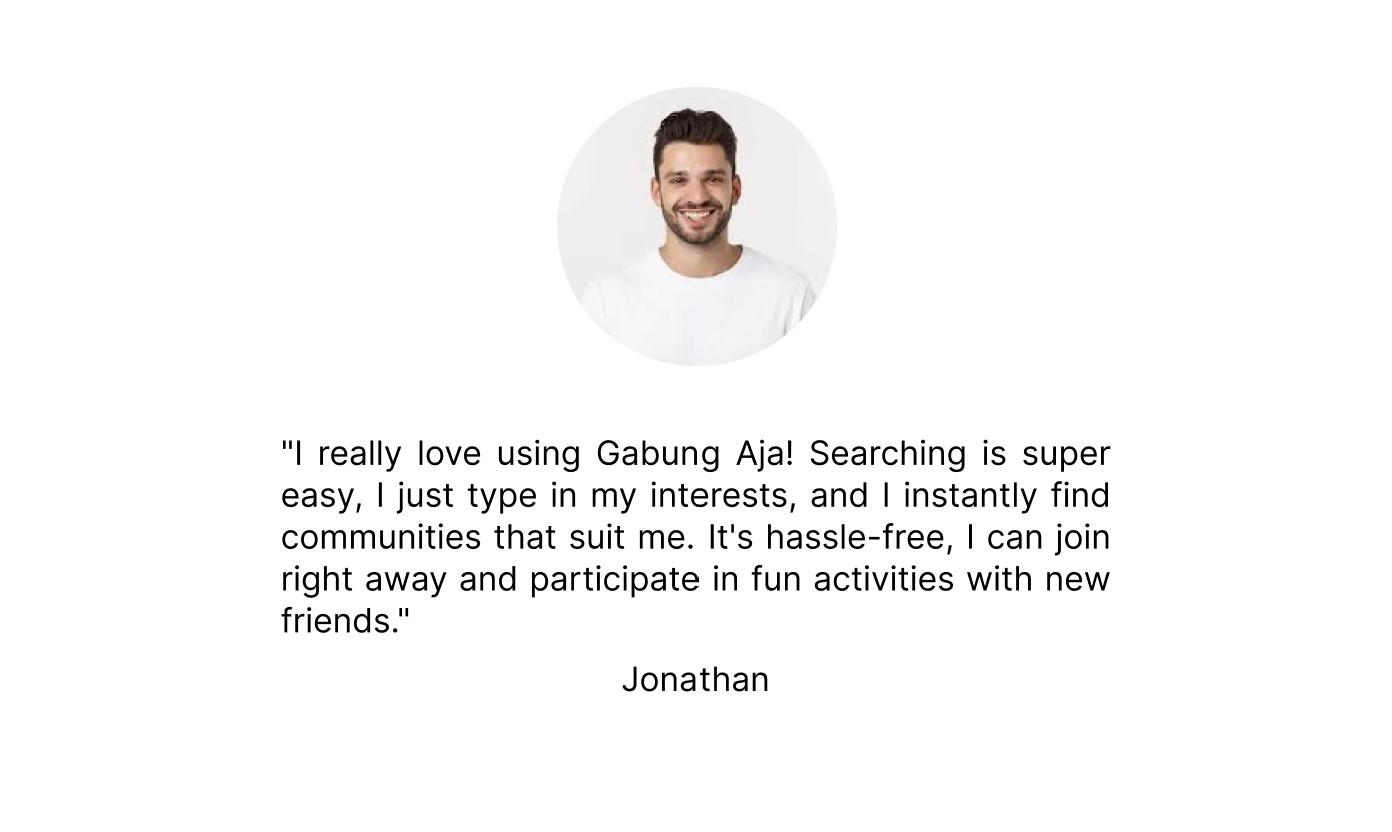 "I really love using Gabung Aja! Searching is super
easy, I just type in my interests, and I instantly find
communities that suit me. It's hassle-free, I can join
right away and participate in fun activities with new
friends."
Jonathan